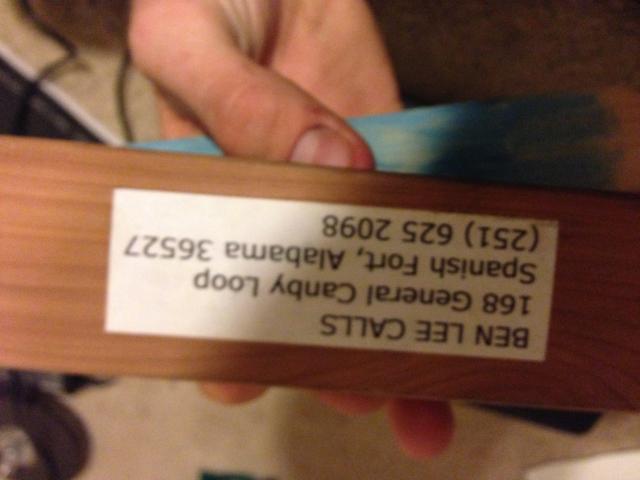 BEN LEE CALLS
168 General Canby Loop
Spanish Fort, Alabama 36527
(251) 625 2098